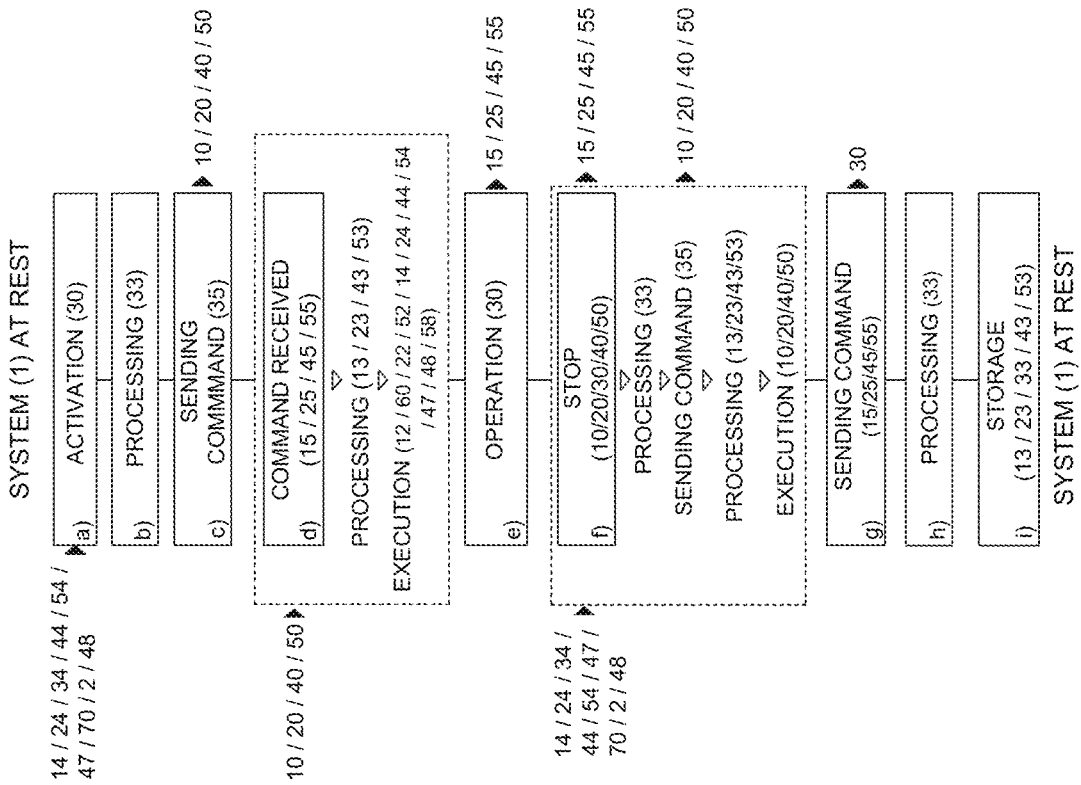 SYSTEM (1) AT REST
14 / 24 / 34 / 44 / 54 /
47 / 70 / 2 / 48
a)
ACTIVATION (30)
b)
PROCESSING (33)
c)
SENDING
COMMMAND (35)
10 / 20 / 40 / 50
10 / 20 / 40 / 50
d)
COMMAND RECEIVED
(15 / 25 / 45 / 55)
PROCESSING (13 / 23 / 43 / 53)
EXECUTION (12 / 60 / 22 / 52 / 14 / 24 / 44 / 54
/ 47 / 48 / 58)
e)
OPERATION (30)
15 / 25 / 45 / 55
14 / 24 / 34 /
44 / 54 / 47 /
70 / 2 / 48
f)
STOP
(10/20/30/40/50)
15 / 25 / 45 / 55
PROCESSING (33)
SENDING COMMAND (35)
10 / 20 / 40 / 50
PROCESSING (13/23/43/53)
EXECUTION (10/20/40/50)
g)
SENDING COMMAND
(15/25/45/55)
30
h)
PROCESSING (33)
i)
STORAGE
(13 / 23 / 33 / 43 / 53)
SYSTEM (1) AT REST